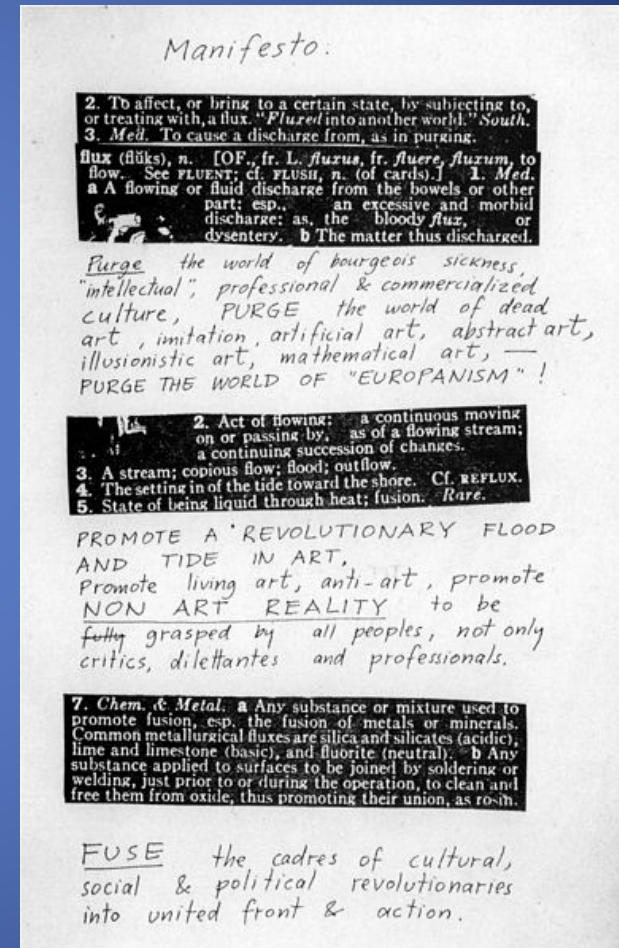 Manifesto:
2. To affect, or bring to a certain state, by subjecting to,
or treating with, a flux. "Fluxed into another world." South.
3. Med. To cause a discharge from, as in purging.
flux (flŭks), n. [OF., fr. L. fluxus, fr. fluere, fluxum, to
flow. See FLUENT; cf. FLUSH, n. (of cards).] 1. Med.
a A flowing or fluid discharge from the bowels or other
part: esp., an excessive and morbid
discharge: as, the bloody flux, or
dysentery. b The matter thus discharged.
Purge the world of bourgeois sickness,
"intellectual", professional & commercialized
culture, PURGE the world of dead
art, imitation, artificial art, abstract art,
illusionistic art, mathematical art, —
PURGE THE WORLD OF "EUROPANISM"!
2. Act of flowing: a continuous moving
on or passing by, as of a flowing stream;
a continuing succession of changes.
3. A stream; copious flow; flood; outflow.
4. The setting in of the tide toward the shore. Cf. REFLUX.
5. State of being liquid through heat; fusion. Rare.
PROMOTE A REVOLUTIONARY FLOOD
AND TIDE IN ART,
Promote living art, anti-art, promote
NON ART REALITY to be
fully grasped by all peoples, not only
critics, dilettantes and professionals.
7. Chem. & Metal. a Any substance or mixture used to
promote fusion, esp. the fusion of metals or minerals.
Common metallurgical fluxes are silica and silicates (acidic),
lime and limestone (basic), and fluorite (neutral). b Any
substance applied to surfaces to be joined by soldering or
welding, just prior to or during the operation, to clean and
free them from oxide, thus promoting their union, as rosin.
FUSE the cadres of cultural,
social & political revolutionaries
into united front & action.